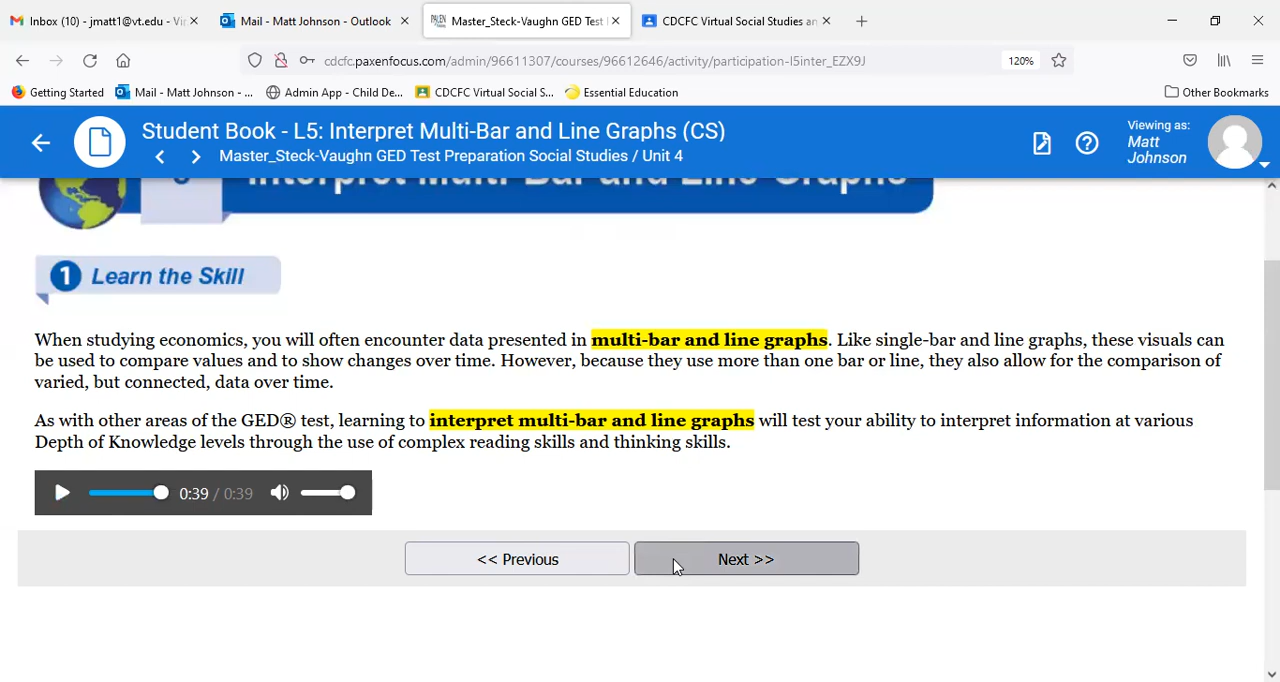 Inbox (10) - jmatt1@vt.edu - Vir
Mail - Matt Johnson - Outlook
PAXEN Master_Steck-Vaughn GED Test
CDCFC Virtual Social Studies an
cdcfc.paxenfocus.com/admin/96611307/courses/96612646/activity/participation-l5inter_EZX9J
120%
Getting Started
Mail - Matt Johnson - ...
Admin App - Child De...
CDCFC Virtual Social S...
Essential Education
Other Bookmarks
Student Book - L5: Interpret Multi-Bar and Line Graphs (CS)
Master_Steck-Vaughn GED Test Preparation Social Studies / Unit 4
Viewing as:
Matt
Johnson
Interpret Multi-Bar and Line Graphs
1 Learn the Skill
When studying economics, you will often encounter data presented in multi-bar and line graphs. Like single-bar and line graphs, these visuals can
be used to compare values and to show changes over time. However, because they use more than one bar or line, they also allow for the comparison of
varied, but connected, data over time.
As with other areas of the GED® test, learning to interpret multi-bar and line graphs will test your ability to interpret information at various
Depth of Knowledge levels through the use of complex reading skills and thinking skills.
0:39 / 0:39
<< Previous
Next >>